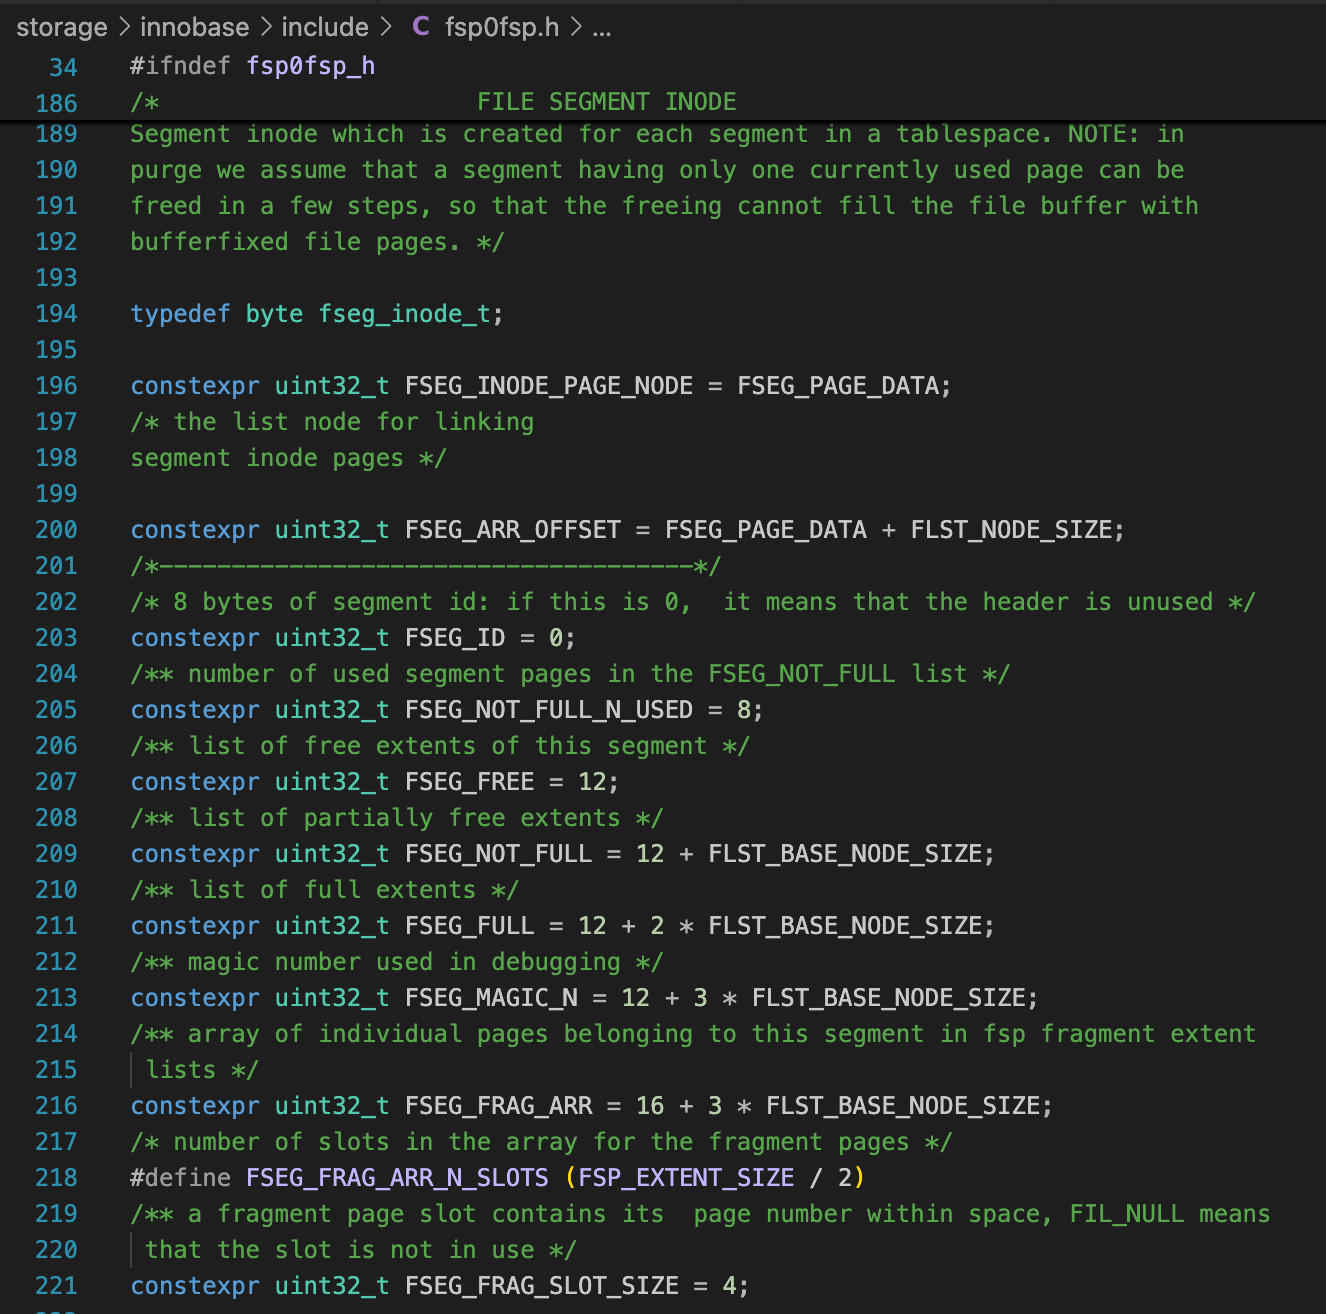 storage > innobase > include > C fsp0fsp.h > ...
34 #ifndef fsp0fsp_h
186 /* FILE SEGMENT INODE
189 Segment inode which is created for each segment in a tablespace. NOTE: in
190 purge we assume that a segment having only one currently used page can be
191 freed in a few steps, so that the freeing cannot fill the file buffer with
192 bufferfixed file pages. */
193
194 typedef byte fseg_inode_t;
195
196 constexpr uint32_t FSEG_INODE_PAGE_NODE = FSEG_PAGE_DATA;
197 /* the list node for linking
198 segment inode pages */
199
200 constexpr uint32_t FSEG_ARR_OFFSET = FSEG_PAGE_DATA + FLST_NODE_SIZE;
201 /*-------------------------------------*/
202 /* 8 bytes of segment id: if this is 0,  it means that the header is unused */
203 constexpr uint32_t FSEG_ID = 0;
204 /** number of used segment pages in the FSEG_NOT_FULL list */
205 constexpr uint32_t FSEG_NOT_FULL_N_USED = 8;
206 /** list of free extents of this segment */
207 constexpr uint32_t FSEG_FREE = 12;
208 /** list of partially free extents */
209 constexpr uint32_t FSEG_NOT_FULL = 12 + FLST_BASE_NODE_SIZE;
210 /** list of full extents */
211 constexpr uint32_t FSEG_FULL = 12 + 2 * FLST_BASE_NODE_SIZE;
212 /** magic number used in debugging */
213 constexpr uint32_t FSEG_MAGIC_N = 12 + 3 * FLST_BASE_NODE_SIZE;
214 /** array of individual pages belonging to this segment in fsp fragment extent
215 lists */
216 constexpr uint32_t FSEG_FRAG_ARR = 16 + 3 * FLST_BASE_NODE_SIZE;
217 /* number of slots in the array for the fragment pages */
218 #define FSEG_FRAG_ARR_N_SLOTS (FSP_EXTENT_SIZE / 2)
219 /** a fragment page slot contains its  page number within space, FIL_NULL means
220 that the slot is not in use */
221 constexpr uint32_t FSEG_FRAG_SLOT_SIZE = 4;